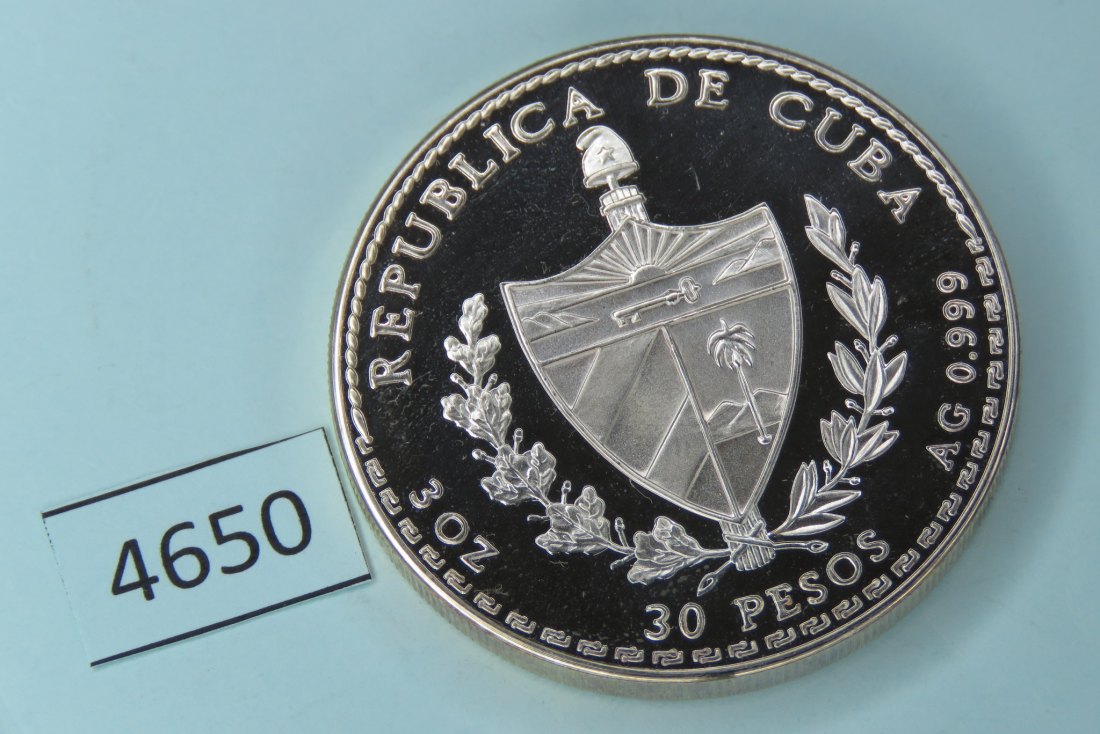 REPUBLICA DE CUBA
3 OZ
30 PESOS
AG 0.999
4650